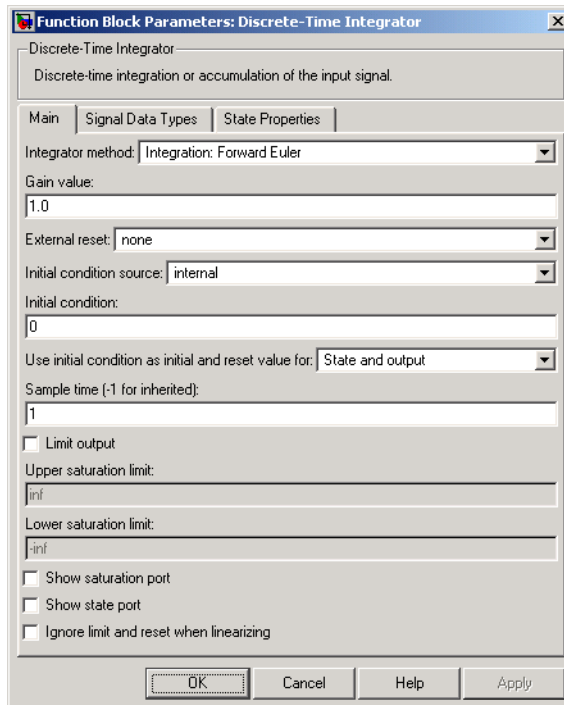 Function Block Parameters: Discrete-Time Integrator
Discrete-Time Integrator
Discrete-time integration or accumulation of the input signal.
Main Signal Data Types State Properties
Integrator method: Integration: Forward Euler
Gain value:
1.0
External reset: none
Initial condition source: internal
Initial condition:
0
Use initial condition as initial and reset value for: State and output
Sample time (-1 for inherited):
1
Limit output
Upper saturation limit:
inf
Lower saturation limit:
-inf
Show saturation port
Show state port
Ignore limit and reset when linearizing
OK Cancel Help Apply